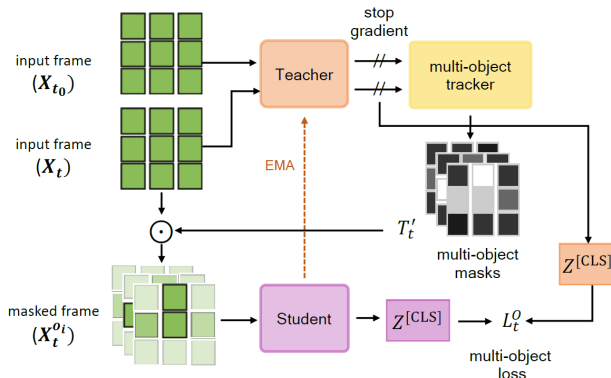 stop
gradient
input frame
(X_{t_0})
Teacher
multi-object
tracker
input frame
(X_t)
EMA
T'_t
multi-object
masks
Z^{[CLS]}
masked frame
(X_t^{o_i})
Student
Z^{[CLS]}
L_t^O
multi-object
loss